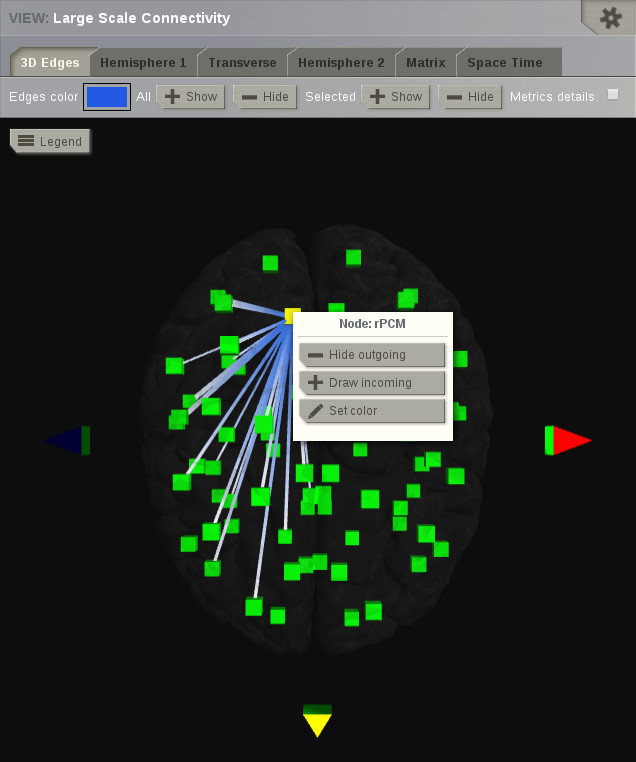 VIEW: Large Scale Connectivity
3D Edges Hemisphere 1 Transverse Hemisphere 2 Matrix Space Time
Edges color All Show Hide Selected Show Hide Metrics details:
Legend
Node: rPCM
Hide outgoing
Draw incoming
Set color